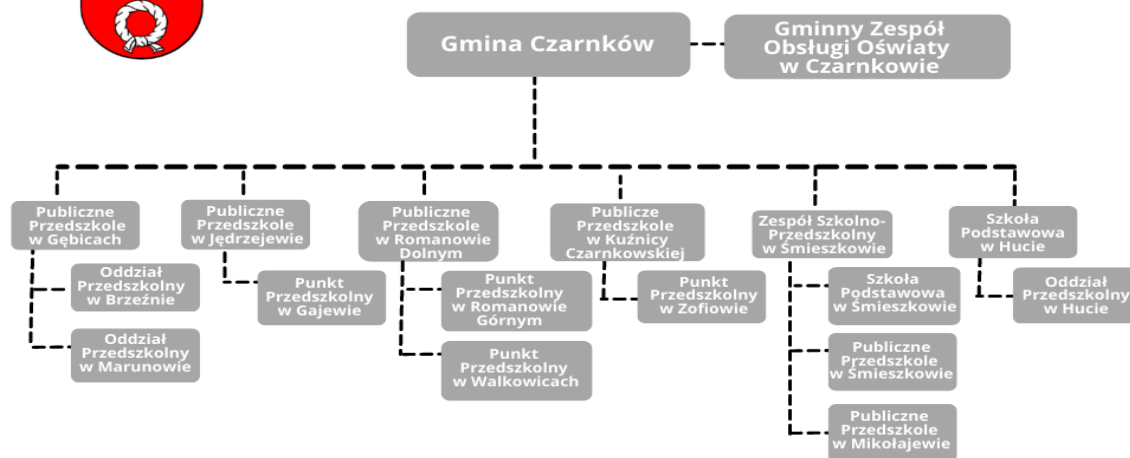 Gmina Czarnków
Gminny Zespół
Obsługi Oświaty
w Czarnkowie
Publiczne
Przedszkole
w Gębicach
Oddział
Przedszkolny
w Brzeźnie
Oddział
Przedszkolny
w Marunowie
Publiczne
Przedszkole
w Jędrzejewie
Punkt
Przedszkolny
w Gajewie
Publiczne
Przedszkole
w Romanowie
Dolnym
Punkt
Przedszkolny
w Romanowie
Górnym
Punkt
Przedszkolny
w Walkowicach
Publicze
Przedszkole
w Kuźnicy
Czarnkowskiej
Punkt
Przedszkolny
w Zofiowie
Zespół Szkolno-
Przedszkolny
w Śmieszkowie
Szkoła
Podstawowa
w Śmieszkowie
Publiczne
Przedszkole
w Śmieszkowie
Publiczne
Przedszkole
w Mikołajewie
Szkoła
Podstawowa
w Hucie
Oddział
Przedszkolny
w Hucie